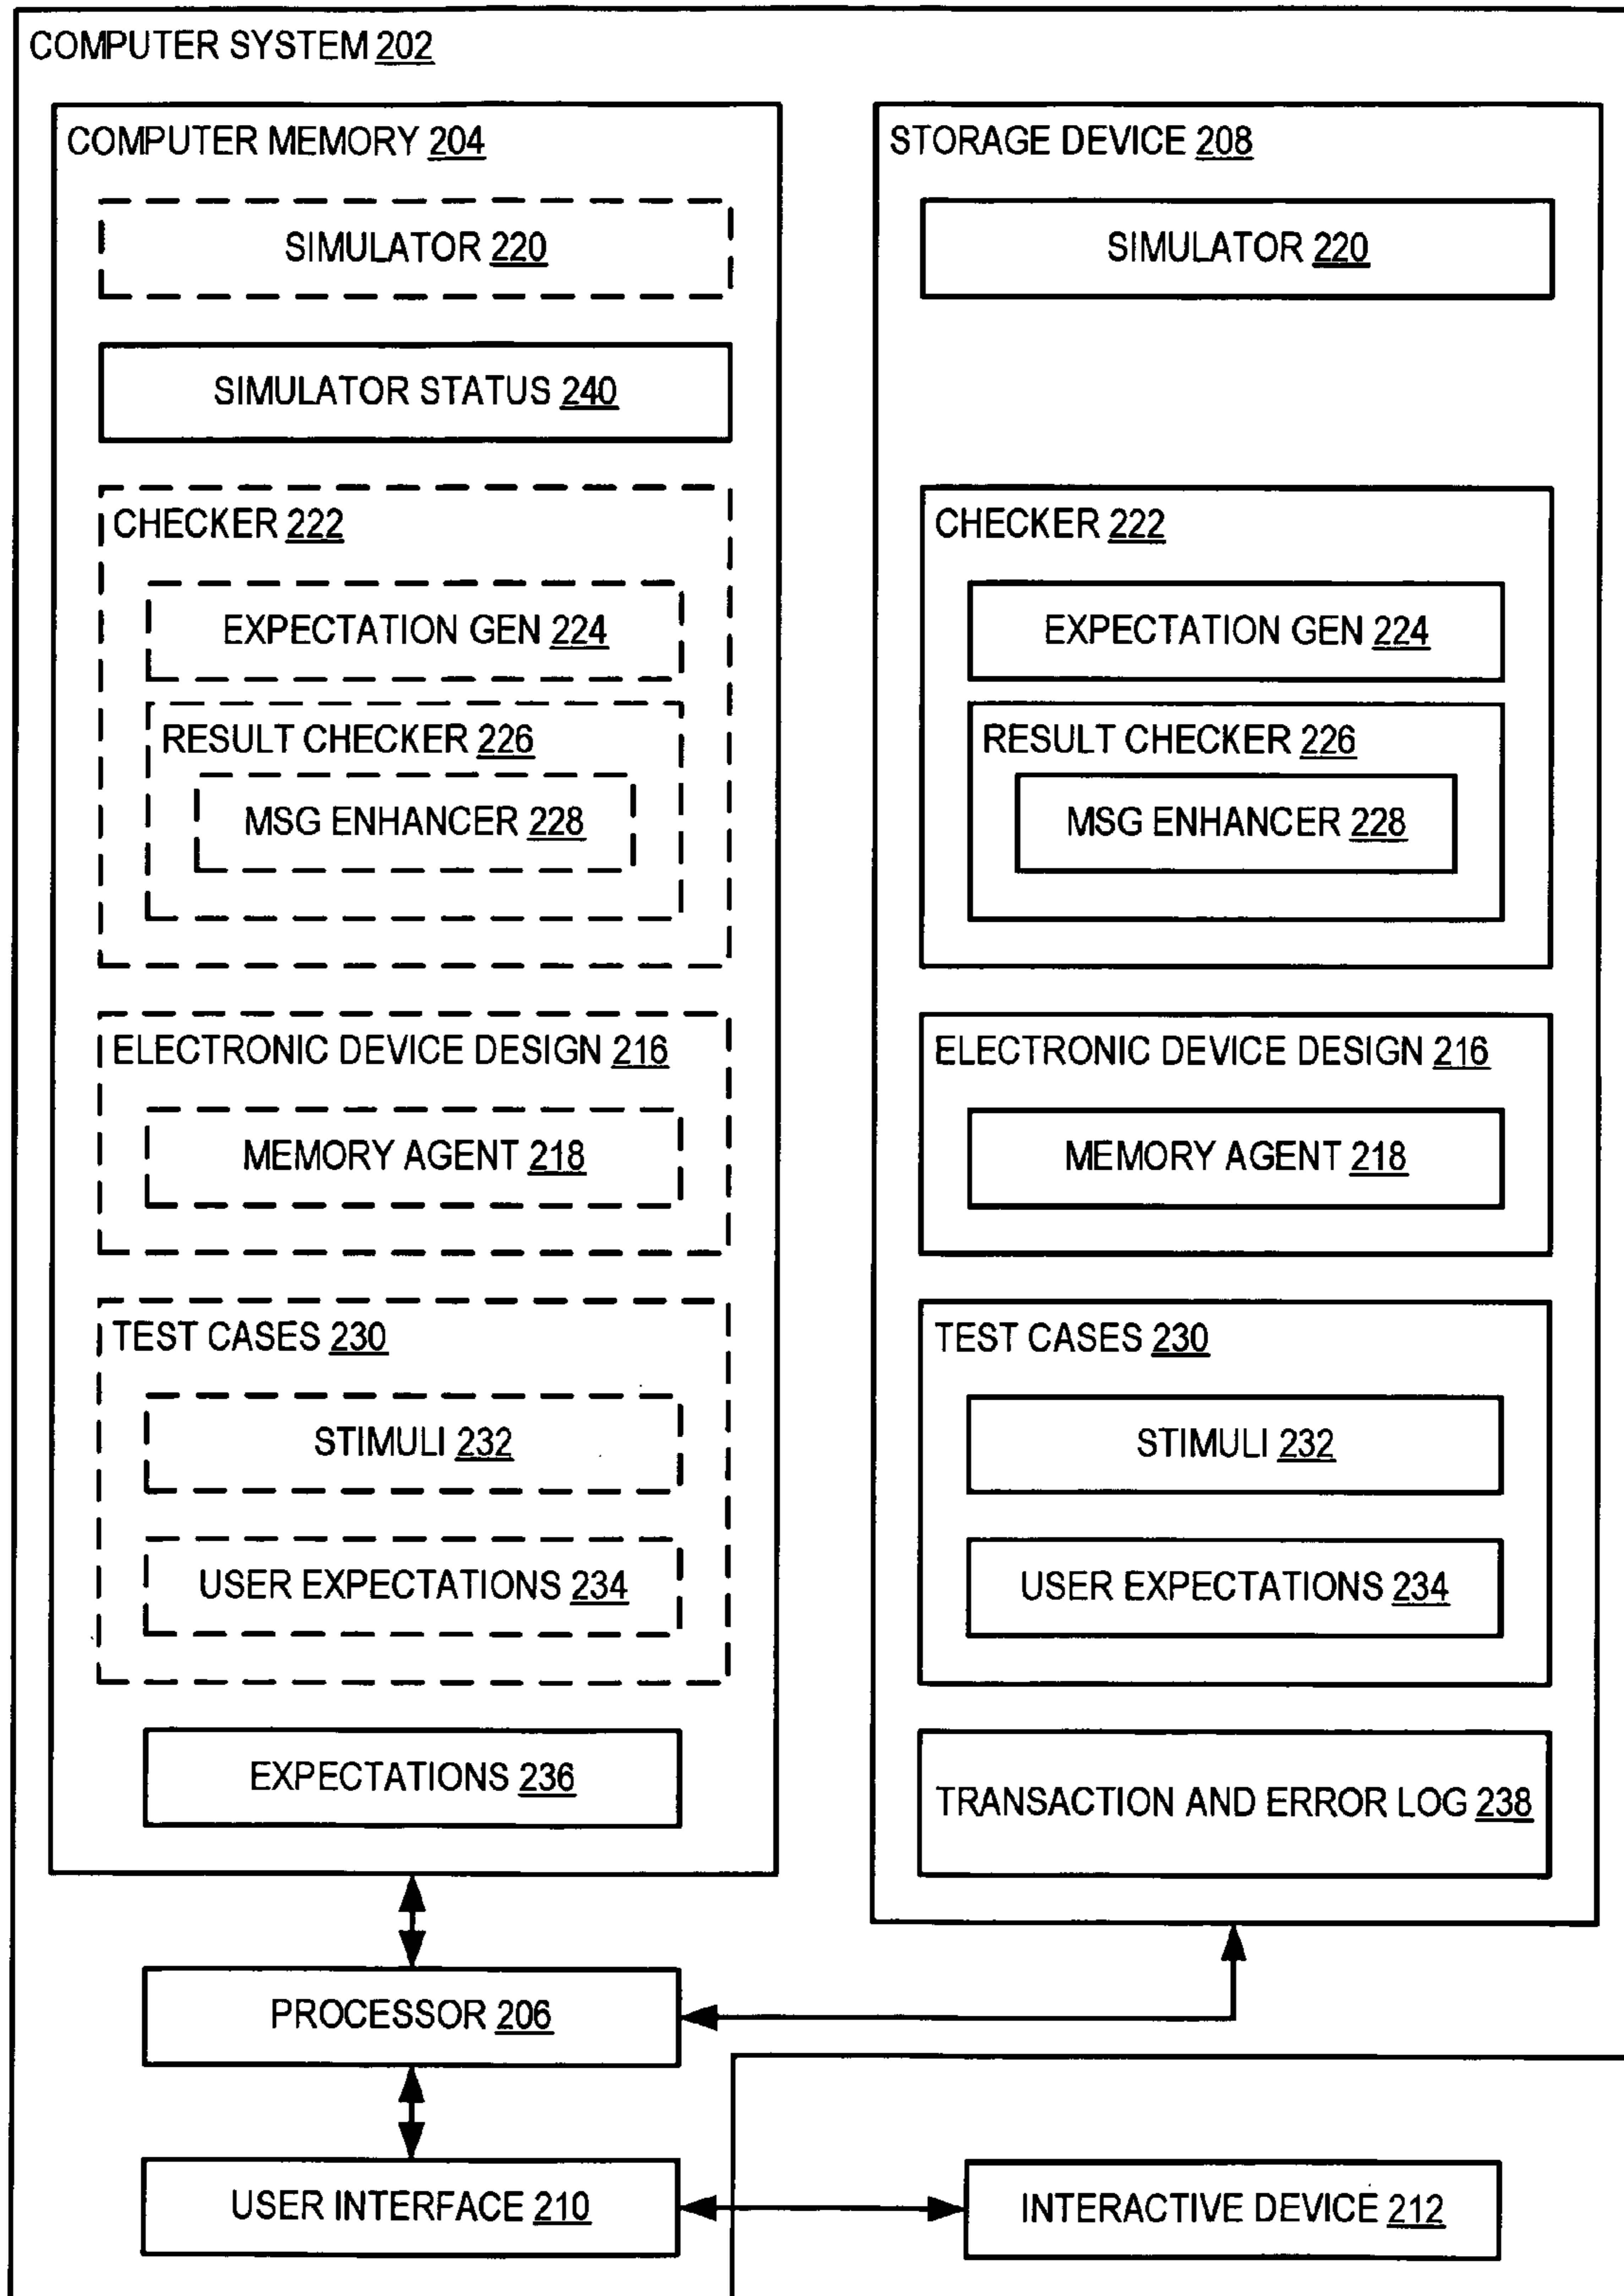 COMPUTER SYSTEM 202
COMPUTER MEMORY 204
SIMULATOR 220
SIMULATOR STATUS 240
CHECKER 222
EXPECTATION GEN 224
RESULT CHECKER 226
MSG ENHANCER 228
ELECTRONIC DEVICE DESIGN 216
MEMORY AGENT 218
TEST CASES 230
STIMULI 232
USER EXPECTATIONS 234
EXPECTATIONS 236
STORAGE DEVICE 208
SIMULATOR 220
CHECKER 222
EXPECTATION GEN 224
RESULT CHECKER 226
MSG ENHANCER 228
ELECTRONIC DEVICE DESIGN 216
MEMORY AGENT 218
TEST CASES 230
STIMULI 232
USER EXPECTATIONS 234
TRANSACTION AND ERROR LOG 238
PROCESSOR 206
USER INTERFACE 210
INTERACTIVE DEVICE 212